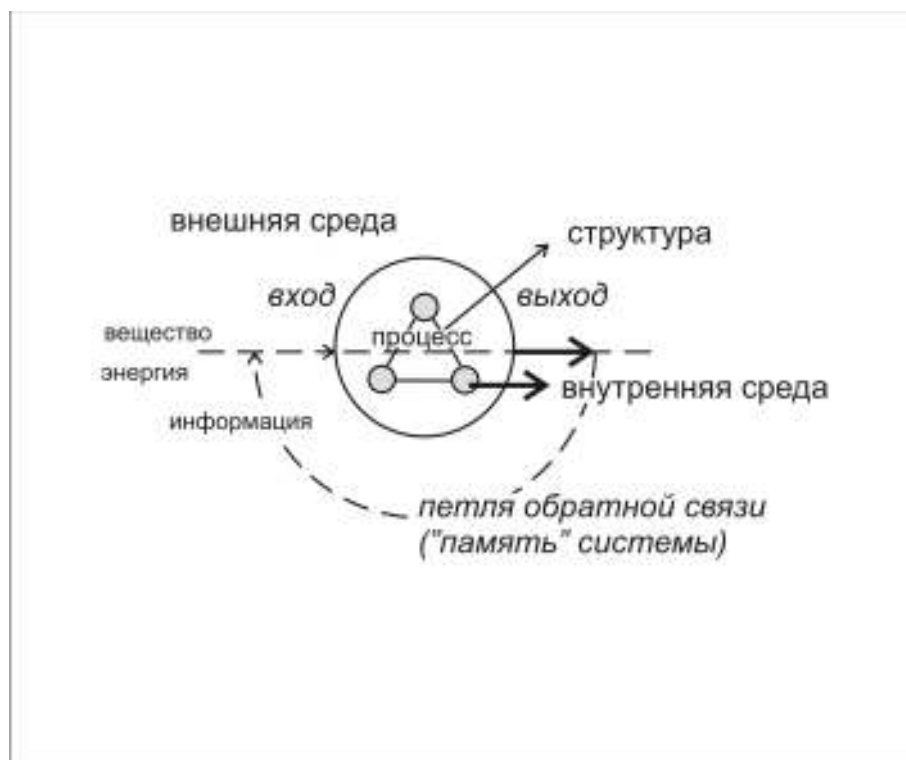 внешняя среда
структура
вход
выход
вещество
процесс
энергия
внутренняя среда
информация
петля обратной связи
("память" системы)